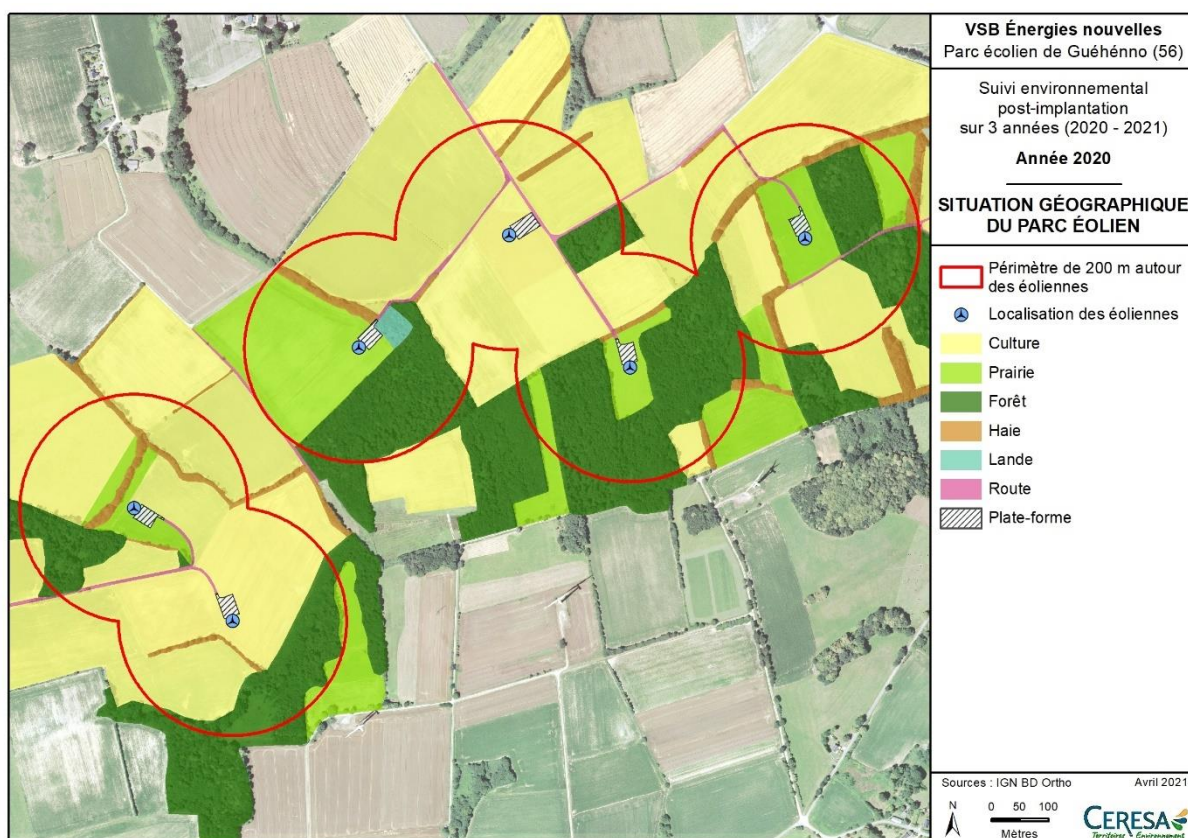 VSB Énergies nouvelles
Parc écolien de Guéhénno (56)
Suivi environnemental
post-implantation
sur 3 années (2020 - 2021)
Année 2020
SITUATION GÉOGRAPHIQUE
DU PARC ÉOLIEN
Périmètre de 200 m autour
des éoliennes
Localisation des éoliennes
Culture
Prairie
Forêt
Haie
Lande
Route
Plate-forme
Sources : IGN BD Ortho Avril 2021
N 0 50 100
Mètres
CERESA
Territoires - Environnement